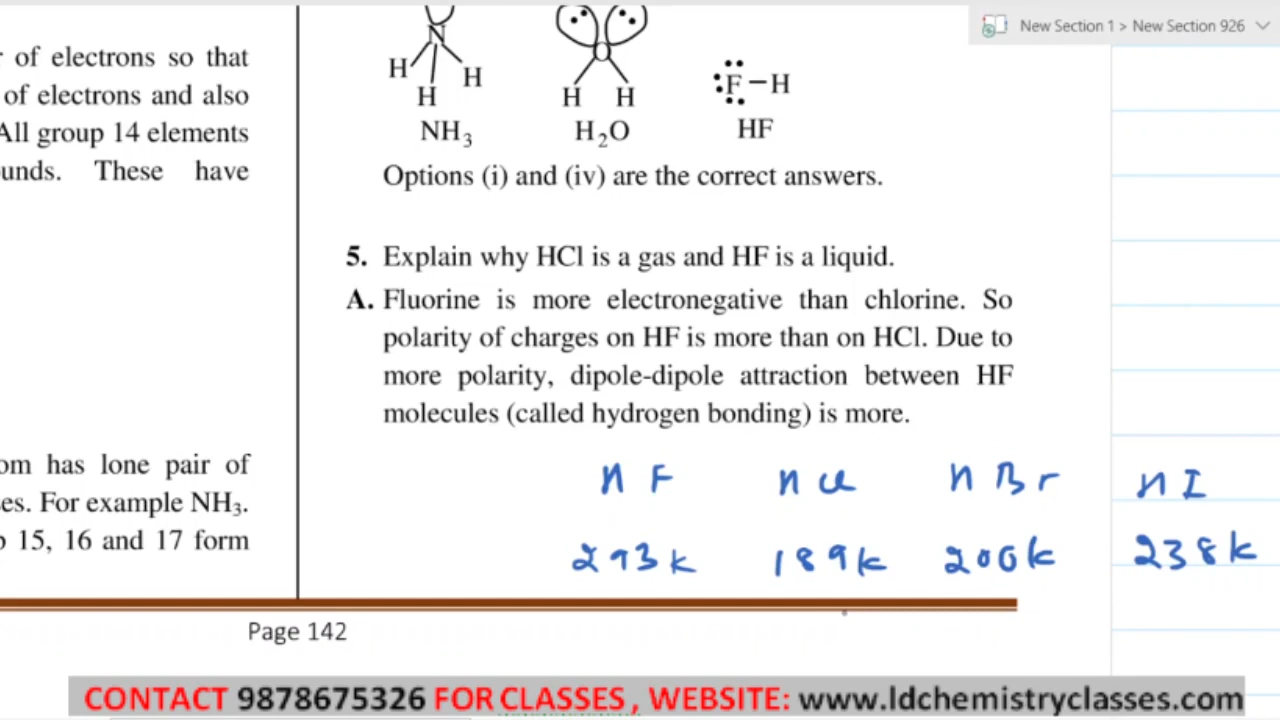 New Section 1 > New Section 926
r of electrons so that
of electrons and also
All group 14 elements
unds. These have
om has lone pair of
es. For example NH₃.
p 15, 16 and 17 form
N
H
H
H
NH₃
O
H H
H₂O
:F–H
HF
Options (i) and (iv) are the correct answers.
5. Explain why HCl is a gas and HF is a liquid.
A. Fluorine is more electronegative than chlorine. So
polarity of charges on HF is more than on HCl. Due to
more polarity, dipole-dipole attraction between HF
molecules (called hydrogen bonding) is more.
HF HCl HBr HI
293K 189K 206K 238K
Page 142
CONTACT 9878675326 FOR CLASSES , WEBSITE: www.ldchemistryclasses.com